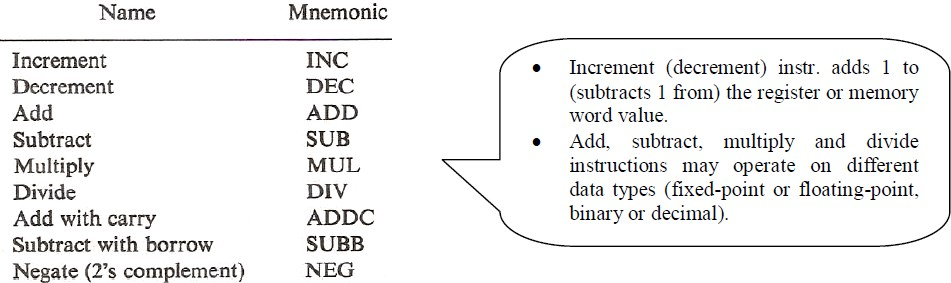 Name Mnemonic
Increment INC
Decrement DEC
Add ADD
Subtract SUB
Multiply MUL
Divide DIV
Add with carry ADDC
Subtract with borrow SUBB
Negate (2's complement) NEG
• Increment (decrement) instr. adds 1 to
(subtracts 1 from) the register or memory
word value.
• Add, subtract, multiply and divide
instructions may operate on different
data types (fixed-point or floating-point,
binary or decimal).